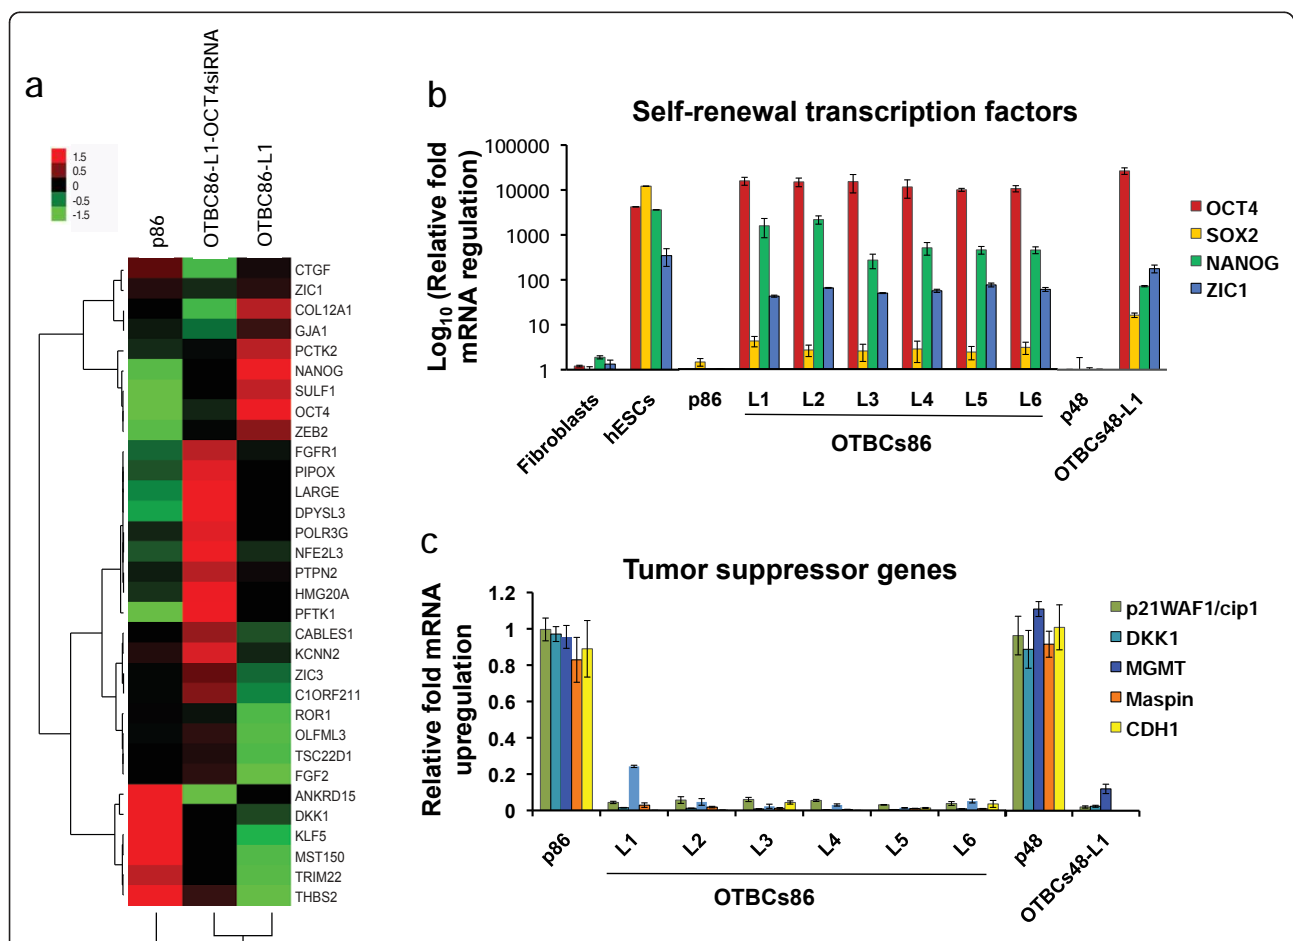 a
1.5
0.5
0
-0.5
-1.5
p86
OTBC86-L1-OCT4siRNA
OTBC86-L1
CTGF
ZIC1
COL12A1
GJA1
PCTK2
NANOG
SULF1
OCT4
ZEB2
FGFR1
PIPOX
LARGE
DPYSL3
POLR3G
NFE2L3
PTPN2
HMG20A
PFTK1
CABLES1
KCNN2
ZIC3
C1ORF211
ROR1
OLFML3
TSC22D1
FGF2
ANKRD15
DKK1
KLF5
MST150
TRIM22
THBS2
b
Self-renewal transcription factors
Log10 (Relative fold
mRNA regulation)
100000
10000
1000
100
10
1
Fibroblasts
hESCs
p86
L1
L2
L3
L4
L5
L6
p48
OTBCs48-L1
OTBCs86
OCT4
SOX2
NANOG
ZIC1
c
Tumor suppressor genes
Relative fold mRNA
upregulation
1.2
1
0.8
0.6
0.4
0.2
0
p86
L1
L2
L3
L4
L5
L6
p48
OTBCs48-L1
OTBCs86
p21WAF1/cip1
DKK1
MGMT
Maspin
CDH1